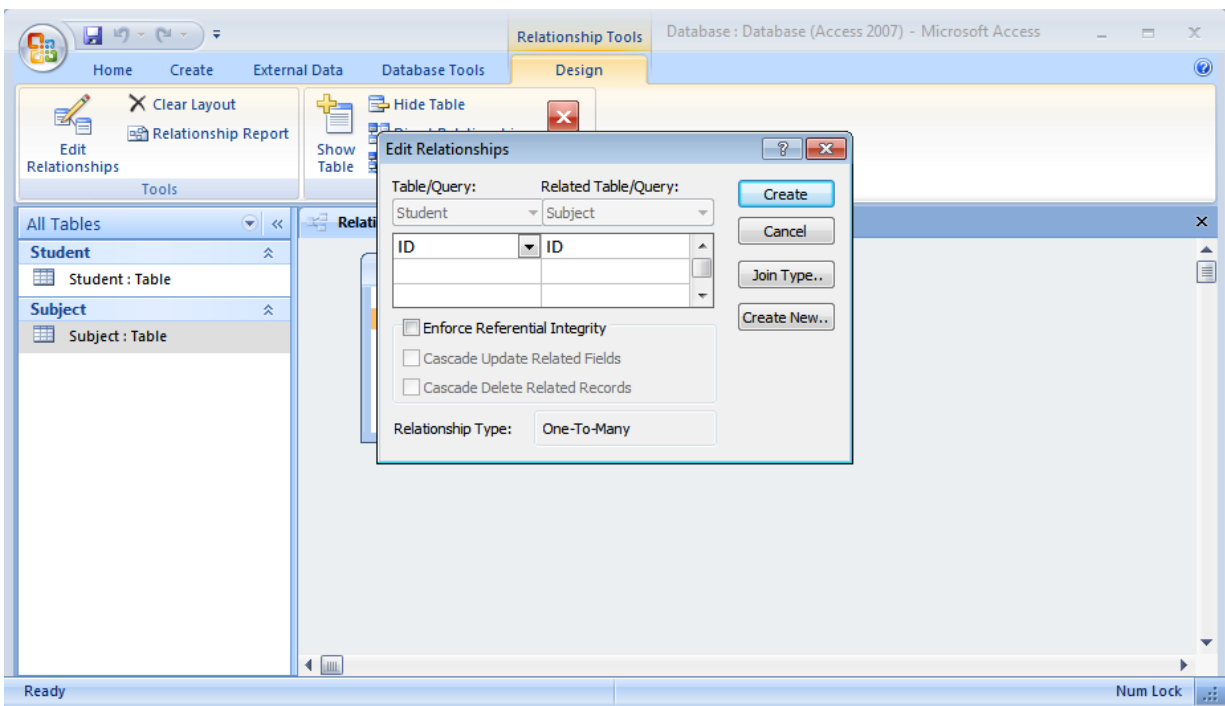 Relationship Tools
Database : Database (Access 2007) - Microsoft Access
Home Create External Data Database Tools Design
Edit Relationships
Clear Layout
Relationship Report
Tools
Show Table
Hide Table
All Tables
Student
Student : Table
Subject
Subject : Table
Edit Relationships
Table/Query: Related Table/Query:
Student Subject
ID ID
Enforce Referential Integrity
Cascade Update Related Fields
Cascade Delete Related Records
Relationship Type: One-To-Many
Create
Cancel
Join Type..
Create New..
Ready Num Lock